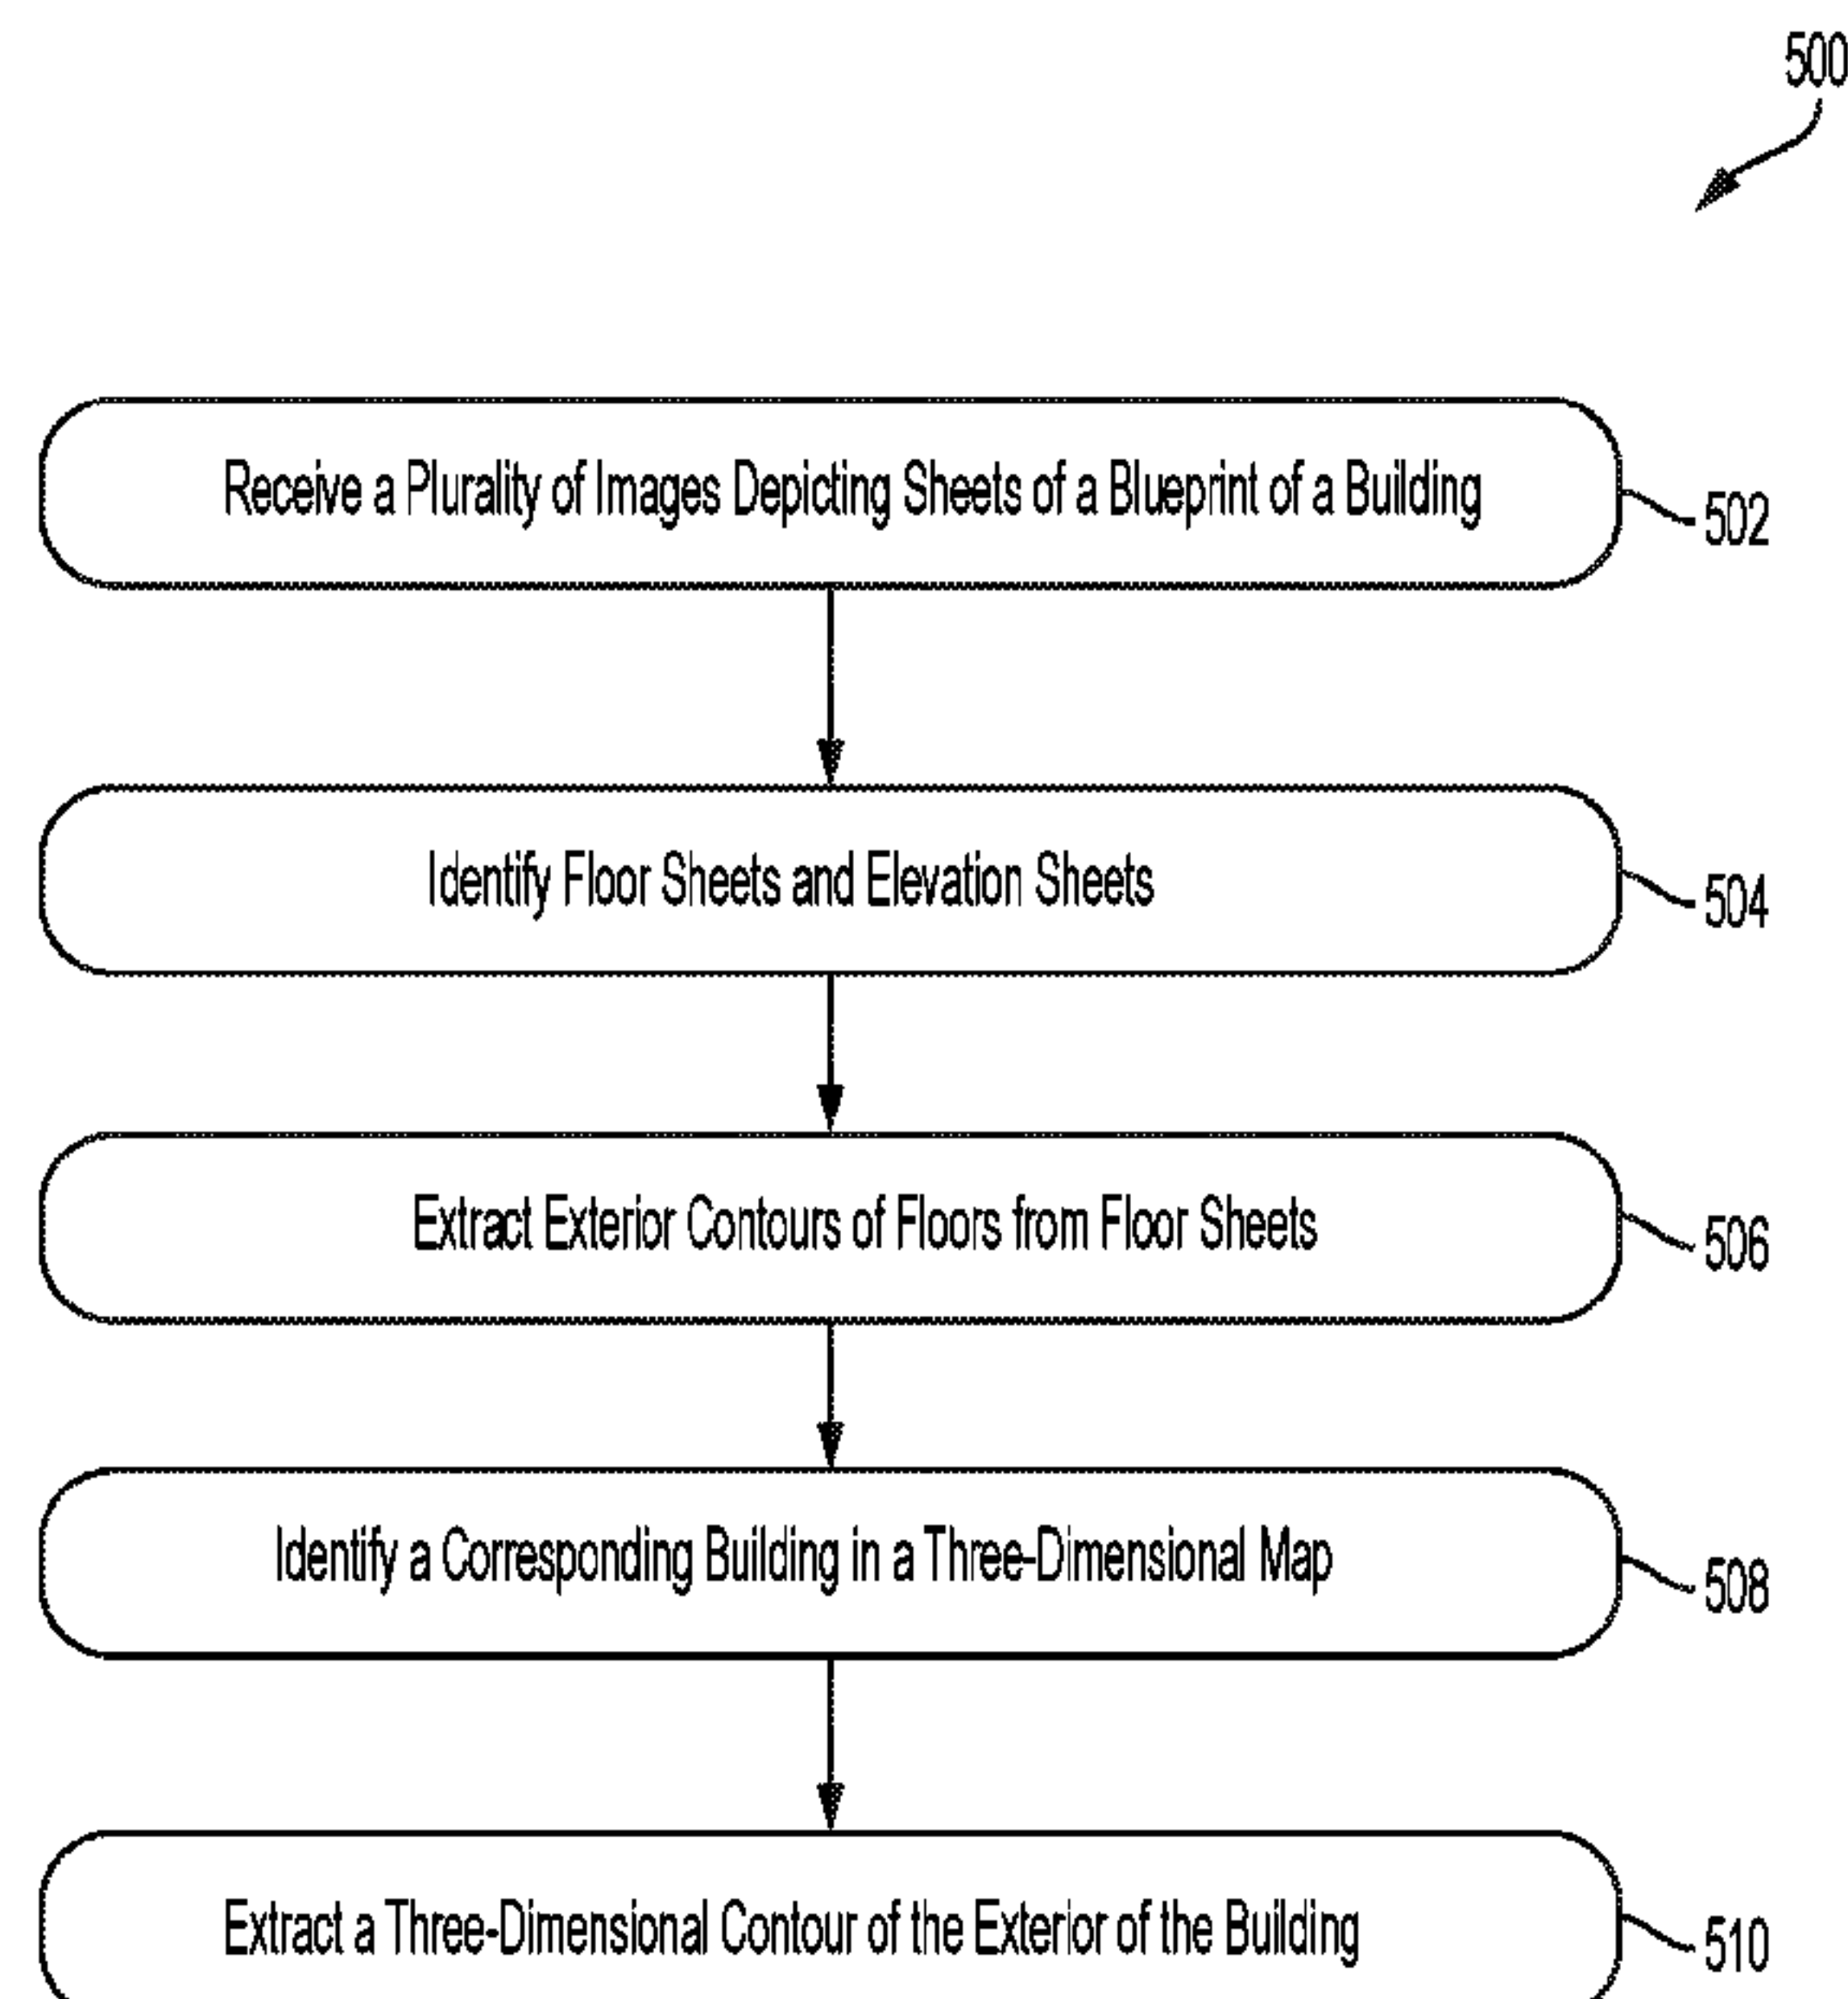 500
Receive a Plurality of Images Depicting Sheets of a Blueprint of a Building
502
Identify Floor Sheets and Elevation Sheets
504
Extract Exterior Contours of Floors from Floor Sheets
506
Identify a Corresponding Building in a Three-Dimensional Map
508
Extract a Three-Dimensional Contour of the Exterior of the Building
510